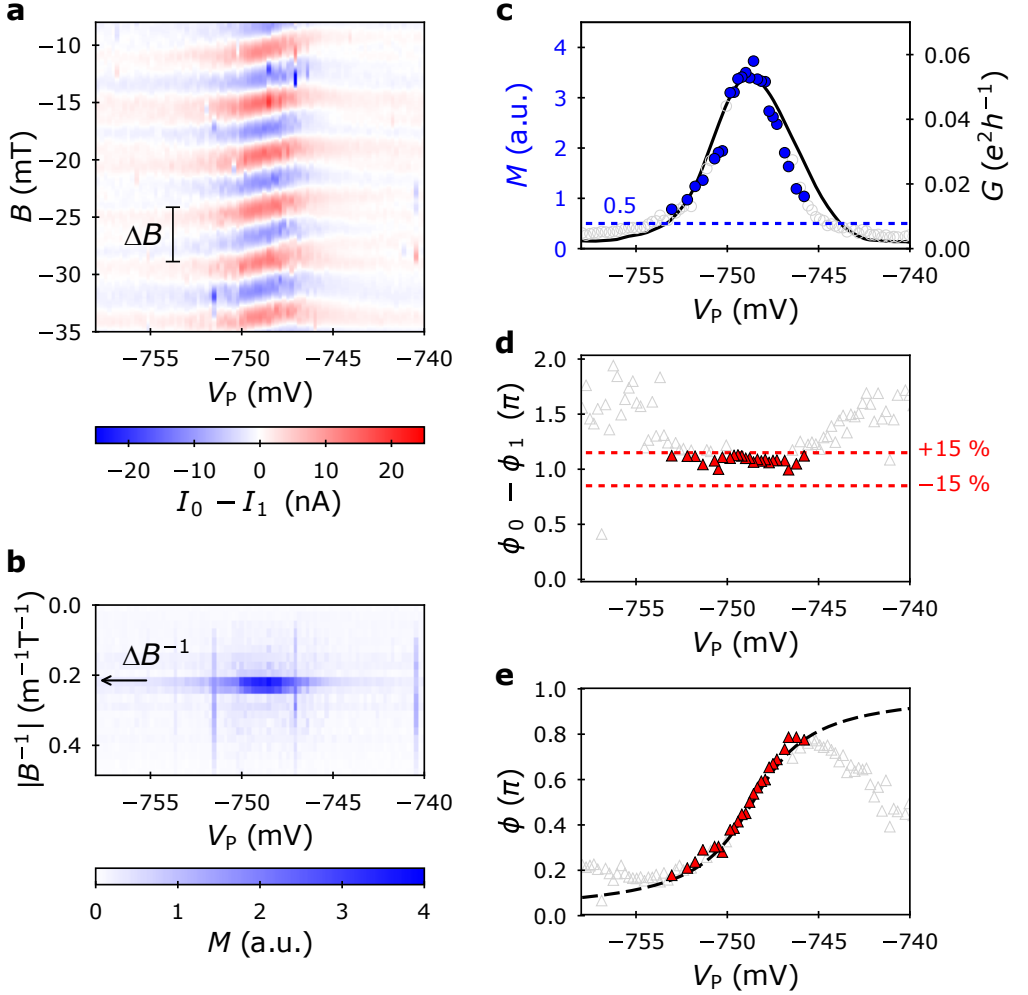 a
−10
−15
−20
−25
−30
−35
B (mT)
ΔB
−755 −750 −745 −740
V_P (mV)
−20 −10 0 10 20
I_0 − I_1 (nA)
b
0.0
0.2
0.4
|B^{−1}| (m^{−1}T^{−1})
ΔB^{−1}
−755 −750 −745 −740
V_P (mV)
0 1 2 3 4
M (a.u.)
c
4
3
2
1
0
M (a.u.)
0.5
0.06
0.04
0.02
0.00
G (e^2h^{−1})
−755 −750 −745 −740
V_P (mV)
d
2.0
1.5
1.0
0.5
0.0
ϕ_0 − ϕ_1 (π)
+15 %
−15 %
−755 −750 −745 −740
V_P (mV)
e
1.0
0.8
0.6
0.4
0.2
0.0
ϕ (π)
−755 −750 −745 −740
V_P (mV)